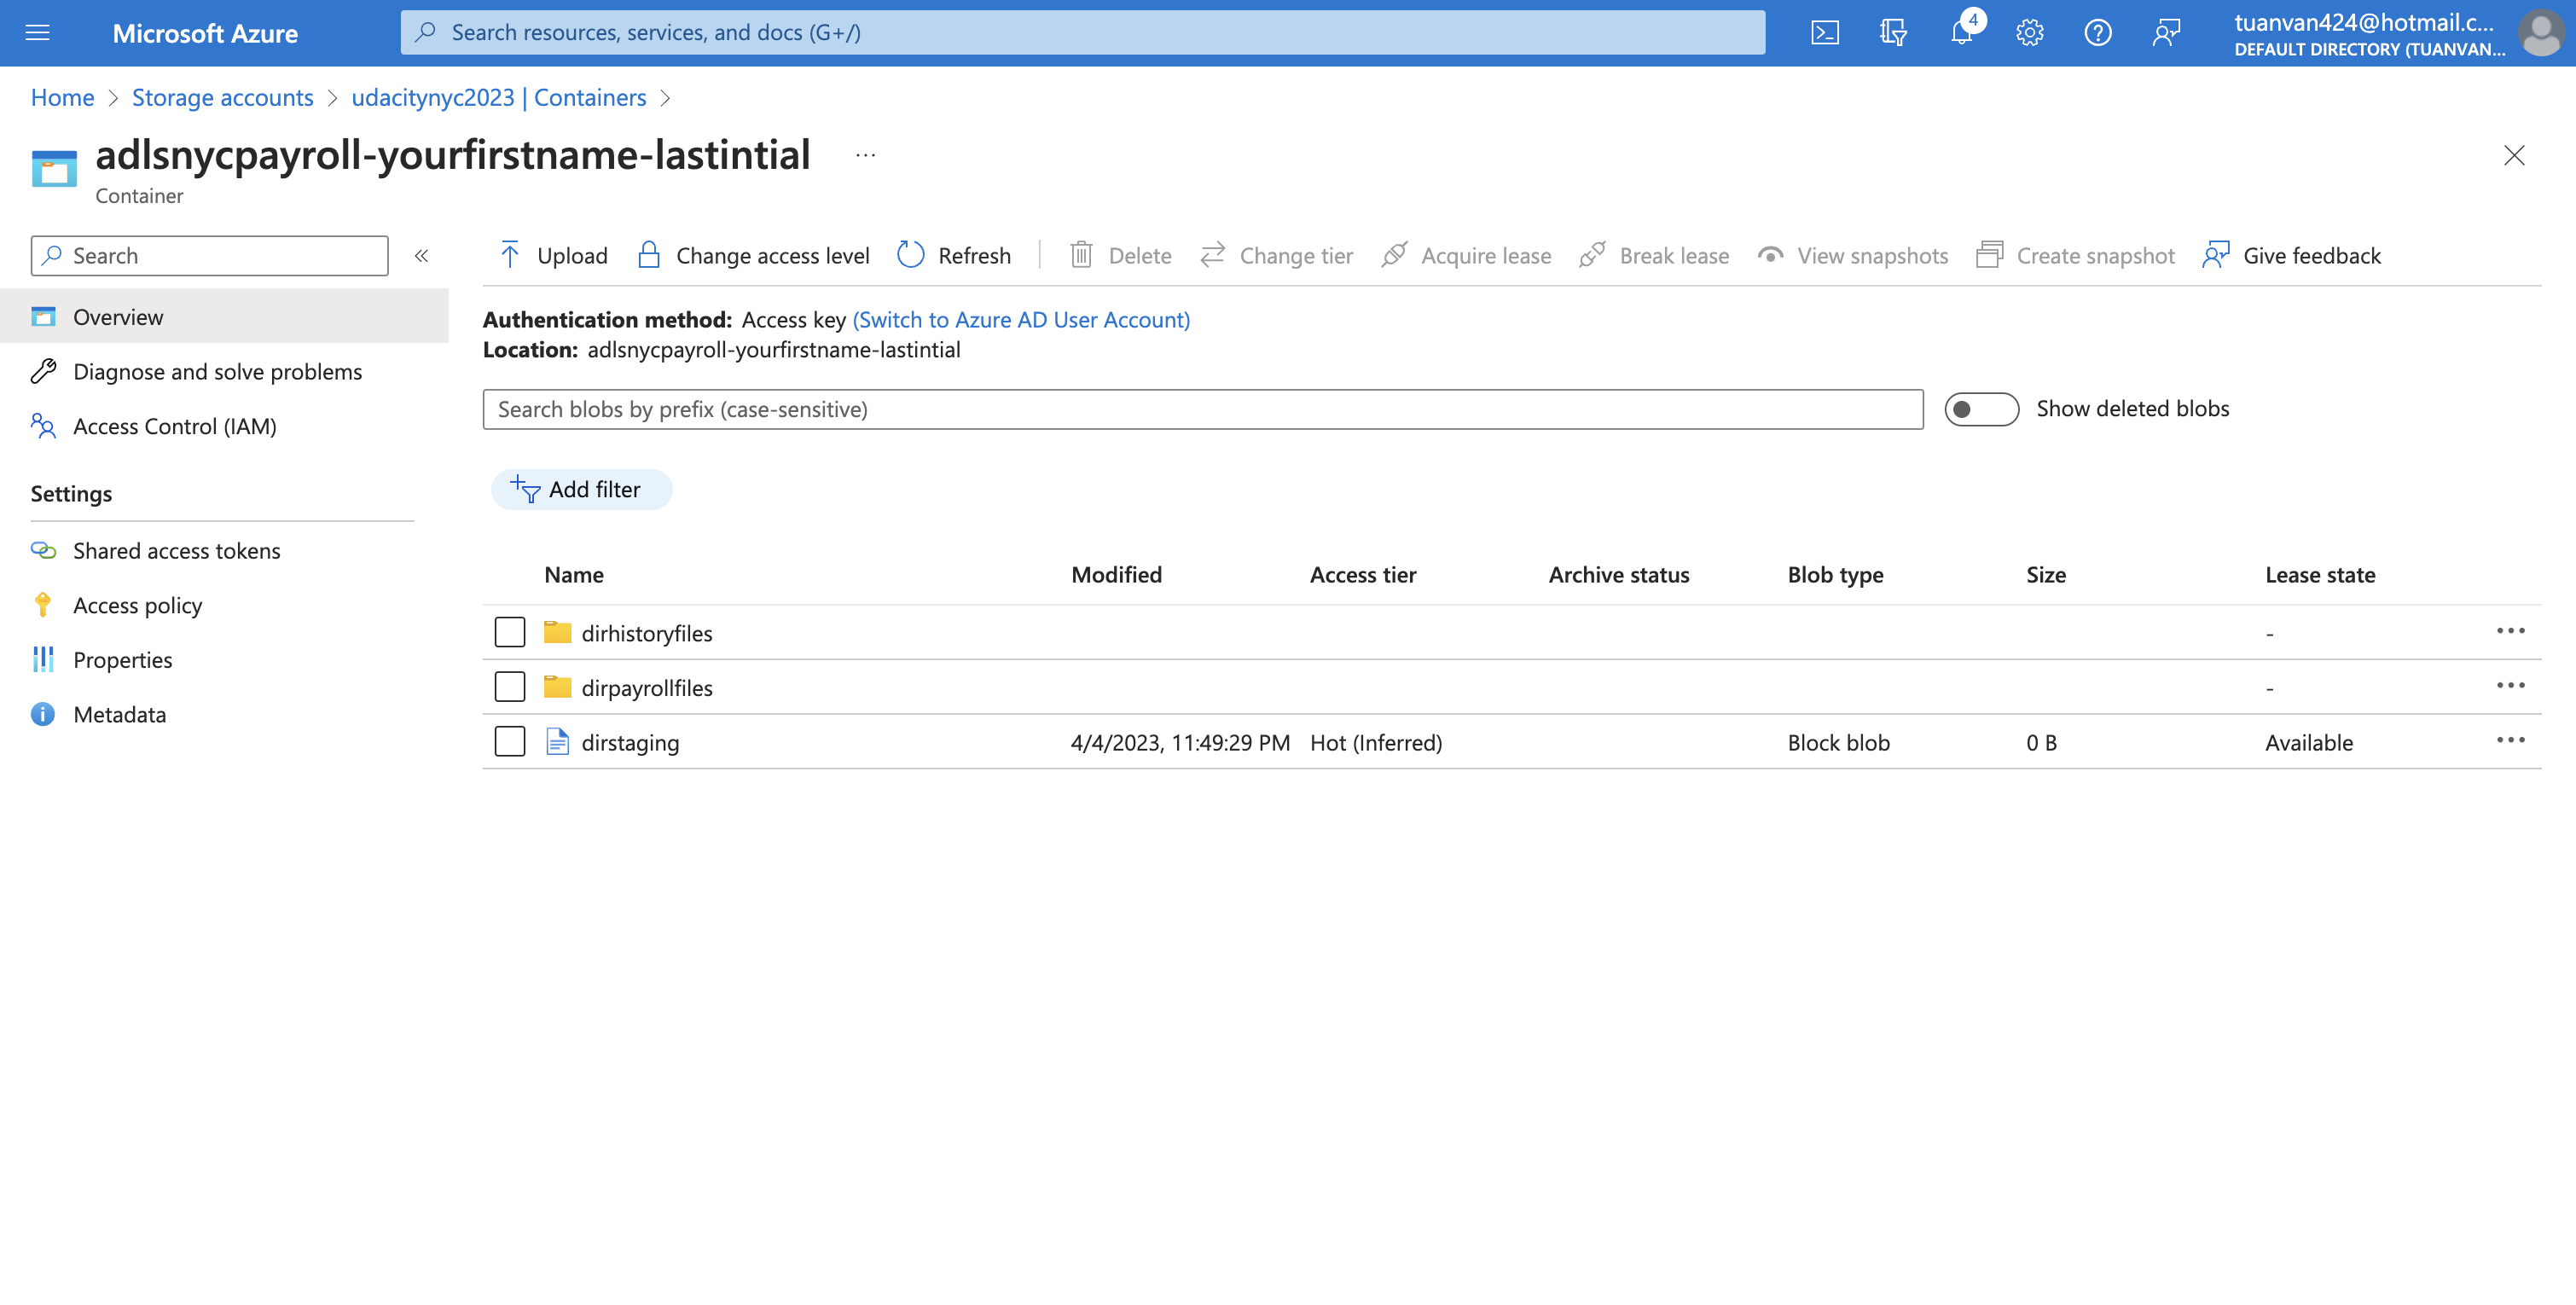 Microsoft Azure
Search resources, services, and docs (G+/)
4
tuanvan424@hotmail.c...
DEFAULT DIRECTORY (TUANVAN...
Home > Storage accounts > udacitynyc2023 | Containers >
adlsnycpayroll-yourfirstname-lastintial ...
Container
Search «
Upload Change access level Refresh Delete Change tier Acquire lease Break lease View snapshots Create snapshot Give feedback
Overview
Diagnose and solve problems
Access Control (IAM)
Settings
Shared access tokens
Access policy
Properties
Metadata
Authentication method: Access key (Switch to Azure AD User Account)
Location: adlsnycpayroll-yourfirstname-lastintial
Search blobs by prefix (case-sensitive)
Show deleted blobs
Add filter
Name Modified Access tier Archive status Blob type Size Lease state
dirhistoryfiles - ...
dirpayrollfiles - ...
dirstaging 4/4/2023, 11:49:29 PM Hot (Inferred) Block blob 0 B Available ...